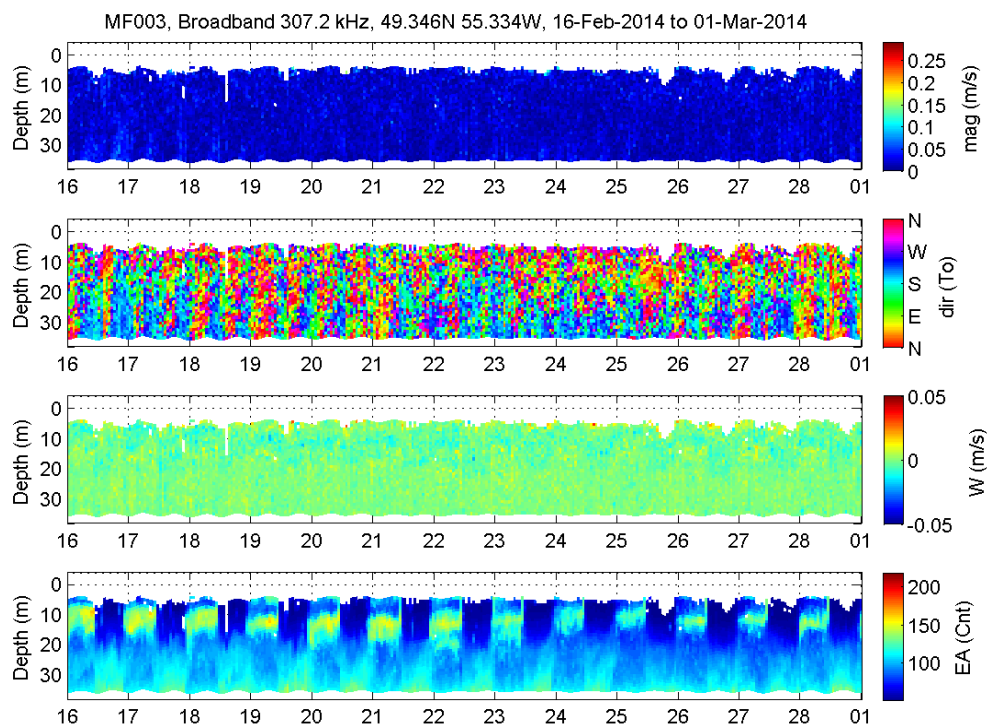 MF003, Broadband 307.2 kHz, 49.346N 55.334W, 16-Feb-2014 to 01-Mar-2014
Depth (m)
0
10
20
30
16 17 18 19 20 21 22 23 24 25 26 27 28 01
0.25
0.2
0.15
0.1
0.05
0
mag (m/s)
Depth (m)
0
10
20
30
16 17 18 19 20 21 22 23 24 25 26 27 28 01
N
W
S
E
N
dir (To)
Depth (m)
0
10
20
30
16 17 18 19 20 21 22 23 24 25 26 27 28 01
0.05
0
-0.05
W (m/s)
Depth (m)
0
10
20
30
16 17 18 19 20 21 22 23 24 25 26 27 28 01
200
150
100
EA (Cnt)